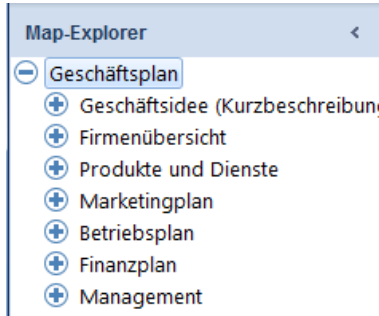 Map-Explorer
Geschäftsplan
Geschäftsidee (Kurzbeschreibung
Firmenübersicht
Produkte und Dienste
Marketingplan
Betriebsplan
Finanzplan
Management